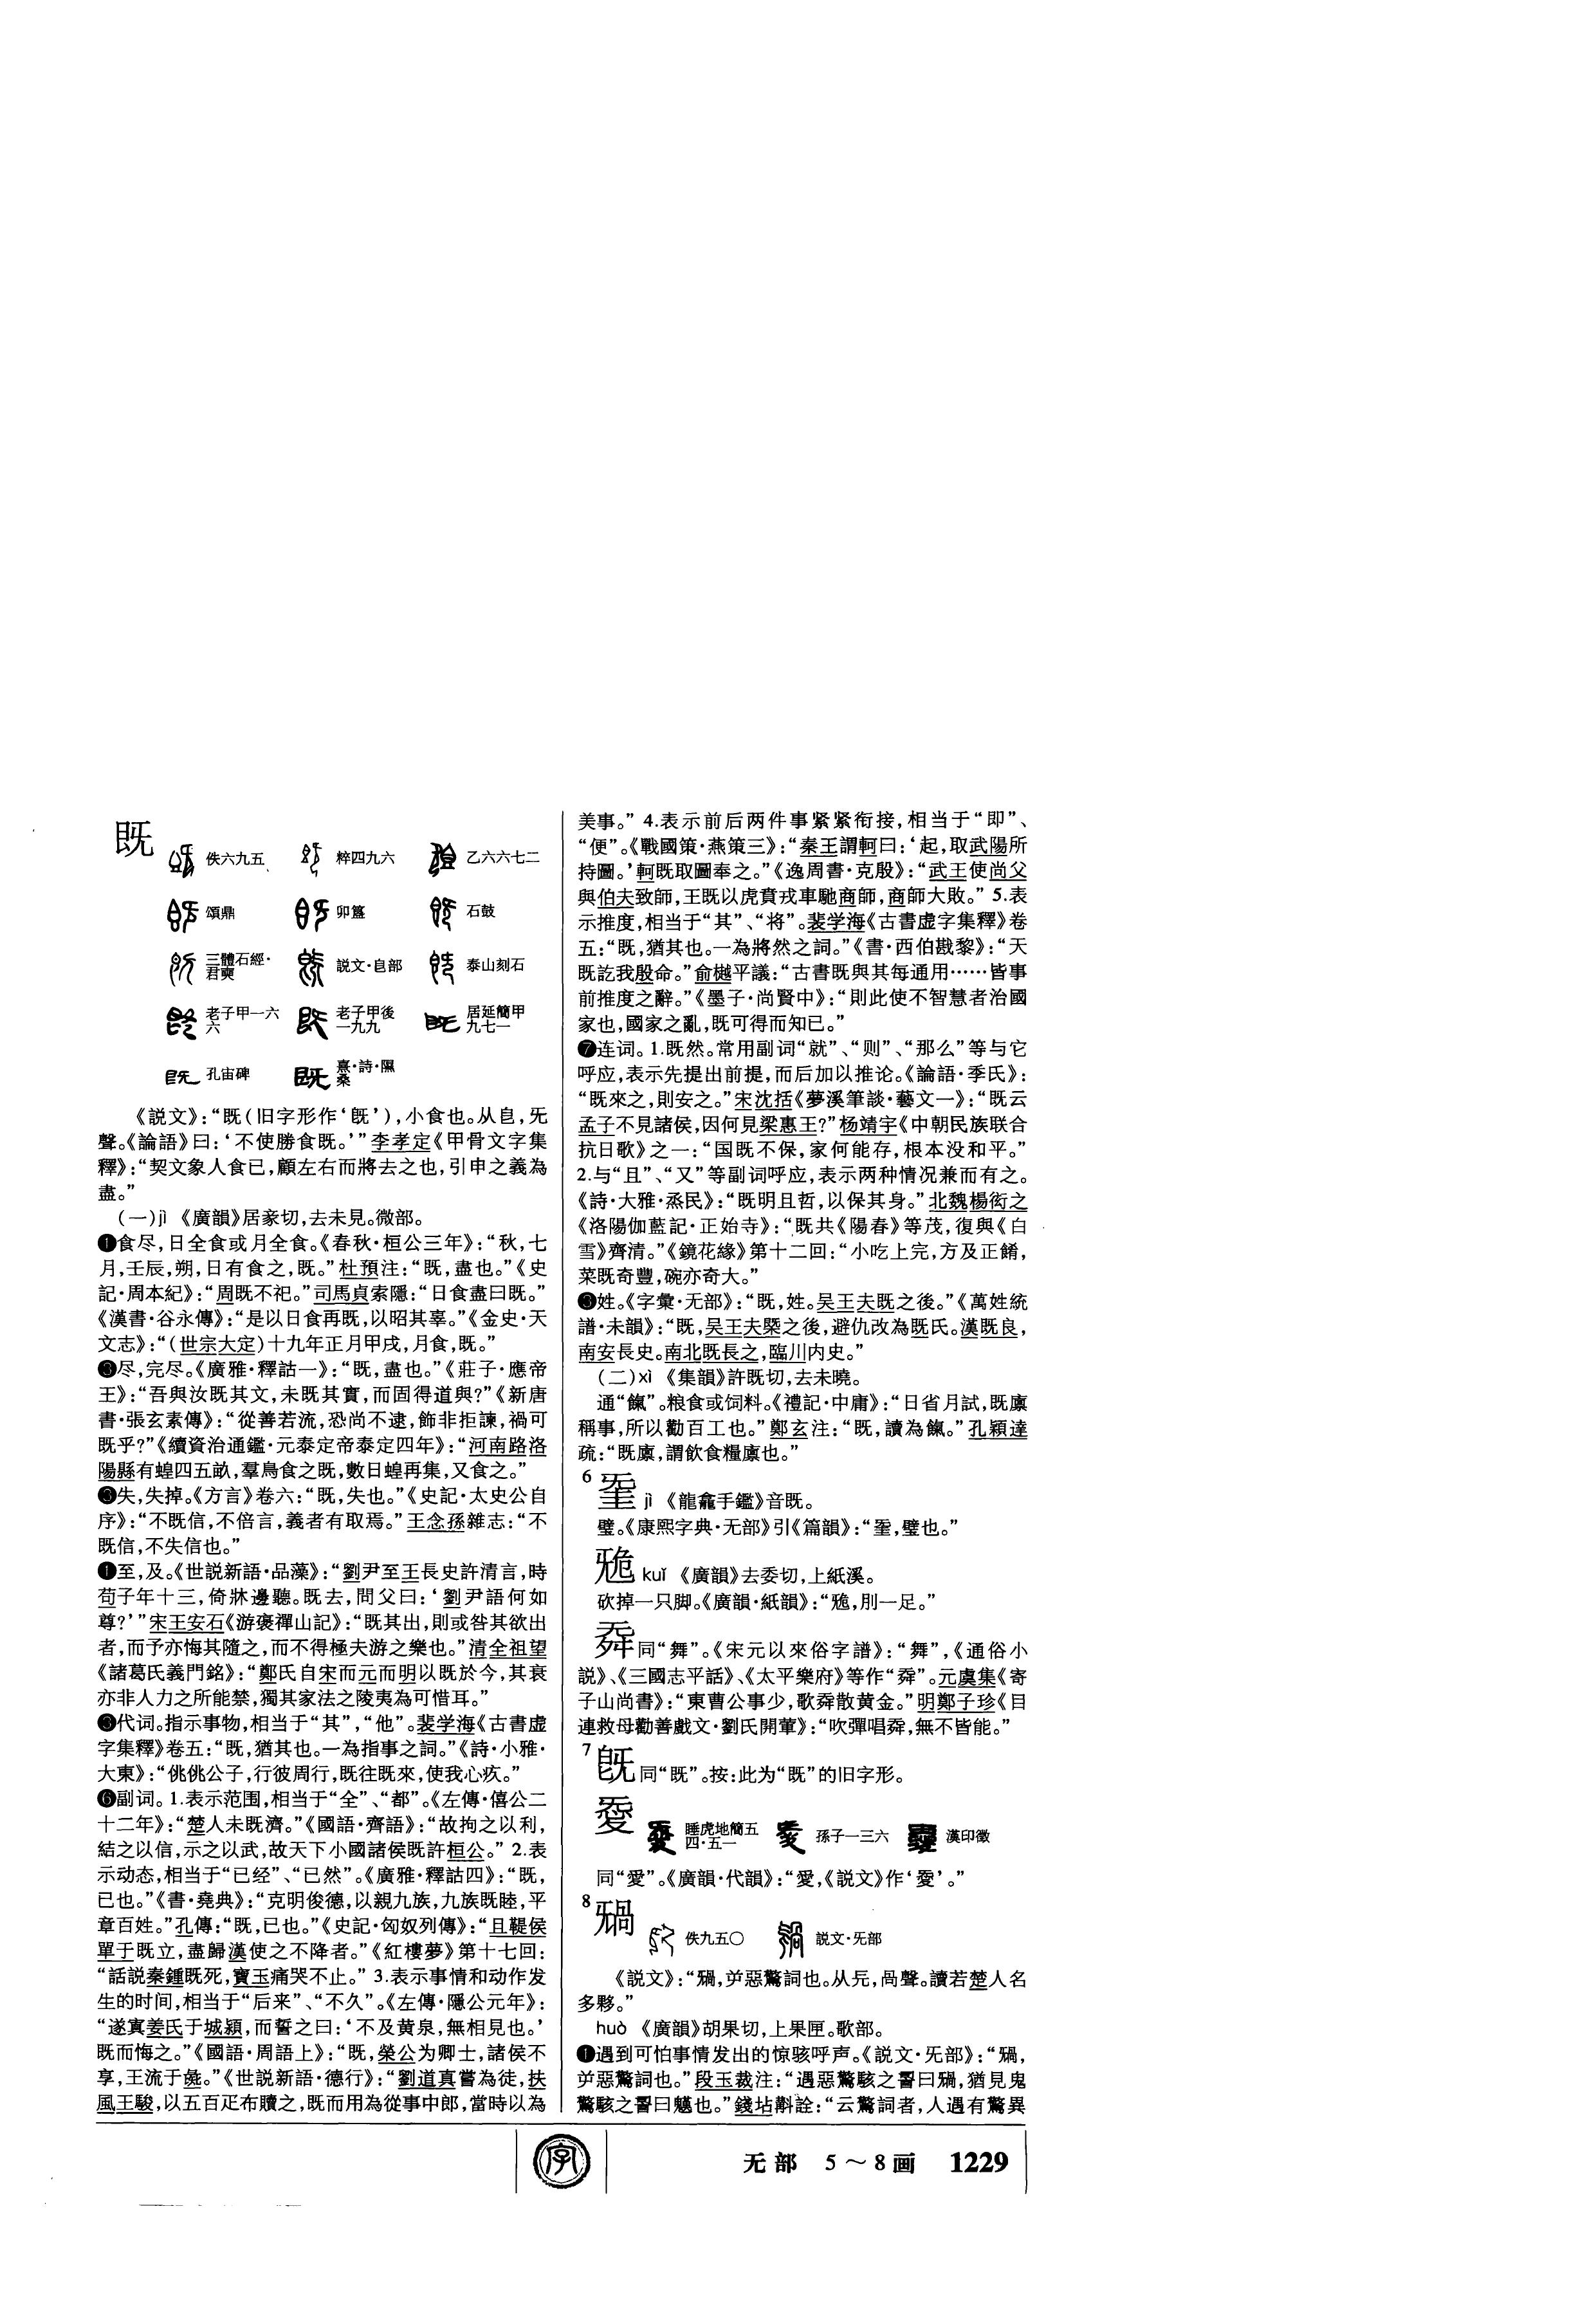 既
佚六九五 粹四九六 乙六六七二
頌鼎 卯簋 石鼓
三體石經·君奭 説文·皀部 泰山刻石
老子甲一六六 老子甲後一九九 居延簡甲九七一
孔宙碑 熹·詩·隰桑
《説文》：“既（旧字形作‘旣’），小食也。从皀，旡
聲。《論語》曰：‘不使勝食既。’”李孝定《甲骨文字集
釋》：“契文象人食已，顧左右而將去之也，引申之義為
盡。”
（一）jì 《廣韻》居豙切，去未見。微部。
❶食尽，日全食或月全食。《春秋·桓公三年》：“秋，七
月，壬辰，朔，日有食之，既。”杜預注：“既，盡也。”《史
記·周本紀》：“周既不祀。”司馬貞索隱：“日食盡曰既。”
《漢書·谷永傳》：“是以日食再既，以昭其辜。”《金史·天
文志》：“（世宗大定）十九年正月甲戌，月食，既。”
尽，完尽。《廣雅·釋詁一》：“既，盡也。”《莊子·應帝
王》：“吾與汝既其文，未既其實，而固得道與？”《新唐
書·張玄素傳》：“從善若流，恐尚不逮，飾非拒諫，禍可
既乎？”《續資治通鑑·元泰定帝泰定四年》：“河南路洛
陽縣有蝗四五畝，羣鳥食之既，數日蝗再集，又食之。”
❸失，失掉。《方言》卷六：“既，失也。”《史記·太史公自
序》：“不既信，不倍言，義者有取焉。”王念孫雜志：“不
既信，不失信也。”
至，及。《世説新語·品藻》：“劉尹至王長史許清言，時
苟子年十三，倚牀邊聽。既去，問父曰：‘劉尹語何如
尊？’”宋王安石《游褒禪山記》：“既其出，則或咎其欲出
者，而予亦悔其隨之，而不得極夫游之樂也。”清全祖望
《諸葛氏義門銘》：“鄭氏自宋而元而明以既於今，其衰
亦非人力之所能禁，獨其家法之陵夷為可惜耳。”
代词。指示事物，相当于“其”，“他”。裴学海《古書虚
字集釋》卷五：“既，猶其也。一為指事之詞。”《詩·小雅·
大東》：“佻佻公子，行彼周行，既往既來，使我心疚。”
❻副词。1.表示范围，相当于“全”、“都”。《左傳·僖公二
十二年》：“楚人未既濟。”《國語·齊語》：“故拘之以利，
結之以信，示之以武，故天下小國諸侯既許桓公。”2.表
示动态，相当于“已经”、“已然”。《廣雅·釋詁四》：“既，
已也。”《書·堯典》：“克明俊德，以親九族，九族既睦，平
章百姓。”孔傳：“既，已也。”《史記·匈奴列傳》：“且鞮侯
單于既立，盡歸漢使之不降者。”《紅樓夢》第十七回：
“話説秦鍾既死，寶玉痛哭不止。”3.表示事情和动作发
生的时间，相当于“后来”、“不久”。《左傳·隱公元年》：
“遂寘姜氏于城潁，而誓之曰：‘不及黄泉，無相見也。’
既而悔之。”《國語·周語上》：“既，榮公为卿士，諸侯不
享，王流于彘。”《世説新語·德行》：“劉道真嘗為徒，扶
風王駿，以五百疋布贖之，既而用為從事中郎，當時以為
美事。”4.表示前后两件事紧紧衔接，相当于“即”、
“便”。《戰國策·燕策三》：“秦王謂軻曰：‘起，取武陽所
持圖。’軻既取圖奉之。”《逸周書·克殷》：“武王使尚父
與伯夫致師，王既以虎賁戎車馳商師，商師大敗。”5.表
示推度，相当于“其”、“将”。裴学海《古書虚字集釋》卷
五：“既，猶其也。一為將然之詞。”《書·西伯戡黎》：“天
既訖我殷命。”俞樾平議：“古書既與其每通用……皆事
前推度之辭。”《墨子·尚賢中》：“則此使不智慧者治國
家也，國家之亂，既可得而知已。”
❼连词。1.既然。常用副词“就”、“则”、“那么”等与它
呼应，表示先提出前提，而后加以推论。《論語·季氏》：
“既來之，則安之。”宋沈括《夢溪筆談·藝文一》：“既云
孟子不見諸侯，因何見梁惠王？”杨靖宇《中朝民族联合
抗日歌》之一：“国既不保，家何能存，根本没和平。”
2.与“且”、“又”等副词呼应，表示两种情况兼而有之。
《詩·大雅·烝民》：“既明且哲，以保其身。”北魏楊衒之
《洛陽伽藍記·正始寺》：“既共《陽春》等茂，復與《白
雪》齊清。”《鏡花緣》第十二回：“小吃上完，方及正餚，
菜既奇豐，碗亦奇大。”
姓。《字彙·无部》：“既，姓。吴王夫既之後。”《萬姓統
譜·未韻》：“既，吴王夫槩之後，避仇改為既氏。漢既良，
南安長史。南北既長之，臨川内史。”
（二）xì 《集韻》許既切，去未曉。
通“餼”。粮食或饲料。《禮記·中庸》：“日省月試，既廩
稱事，所以勸百工也。”鄭玄注：“既，讀為餼。”孔穎達
疏：“既廩，謂飲食糧廩也。”
6
jì 《龍龕手鑑》音既。
璧。《康熙字典·无部》引《篇韻》：“，璧也。”
kuǐ 《廣韻》去委切，上紙溪。
砍掉一只脚。《廣韻·紙韻》：“，刖一足。”
同“舞”。《宋元以來俗字譜》：“舞”，《通俗小
説》、《三國志平話》、《太平樂府》等作“”。元虞集《寄
子山尚書》：“東曹公事少，歌散黄金。”明鄭子珍《目
連救母勸善戲文·劉氏開葷》：“吹彈唱，無不皆能。”
7
旣 同“既”。按：此为“既”的旧字形。
㤅 睡虎地簡五四·五一 孫子一三六 漢印徵
同“愛”。《廣韻·代韻》：“愛，《説文》作‘’。”
8
𣄸 佚九五〇 説文·旡部
《説文》：“，屰惡驚詞也。从旡，咼聲。讀若楚人名
多夥。”
huò 《廣韻》胡果切，上果匣。歌部。
❶遇到可怕事情发出的惊骇呼声。《説文·旡部》：“，
屰惡驚詞也。”段玉裁注：“遇惡驚駭之曰，猶見鬼
驚駭之曰魕也。”錢坫斠詮：“云驚詞者，人遇有驚異
字
无部 5～8画 1229